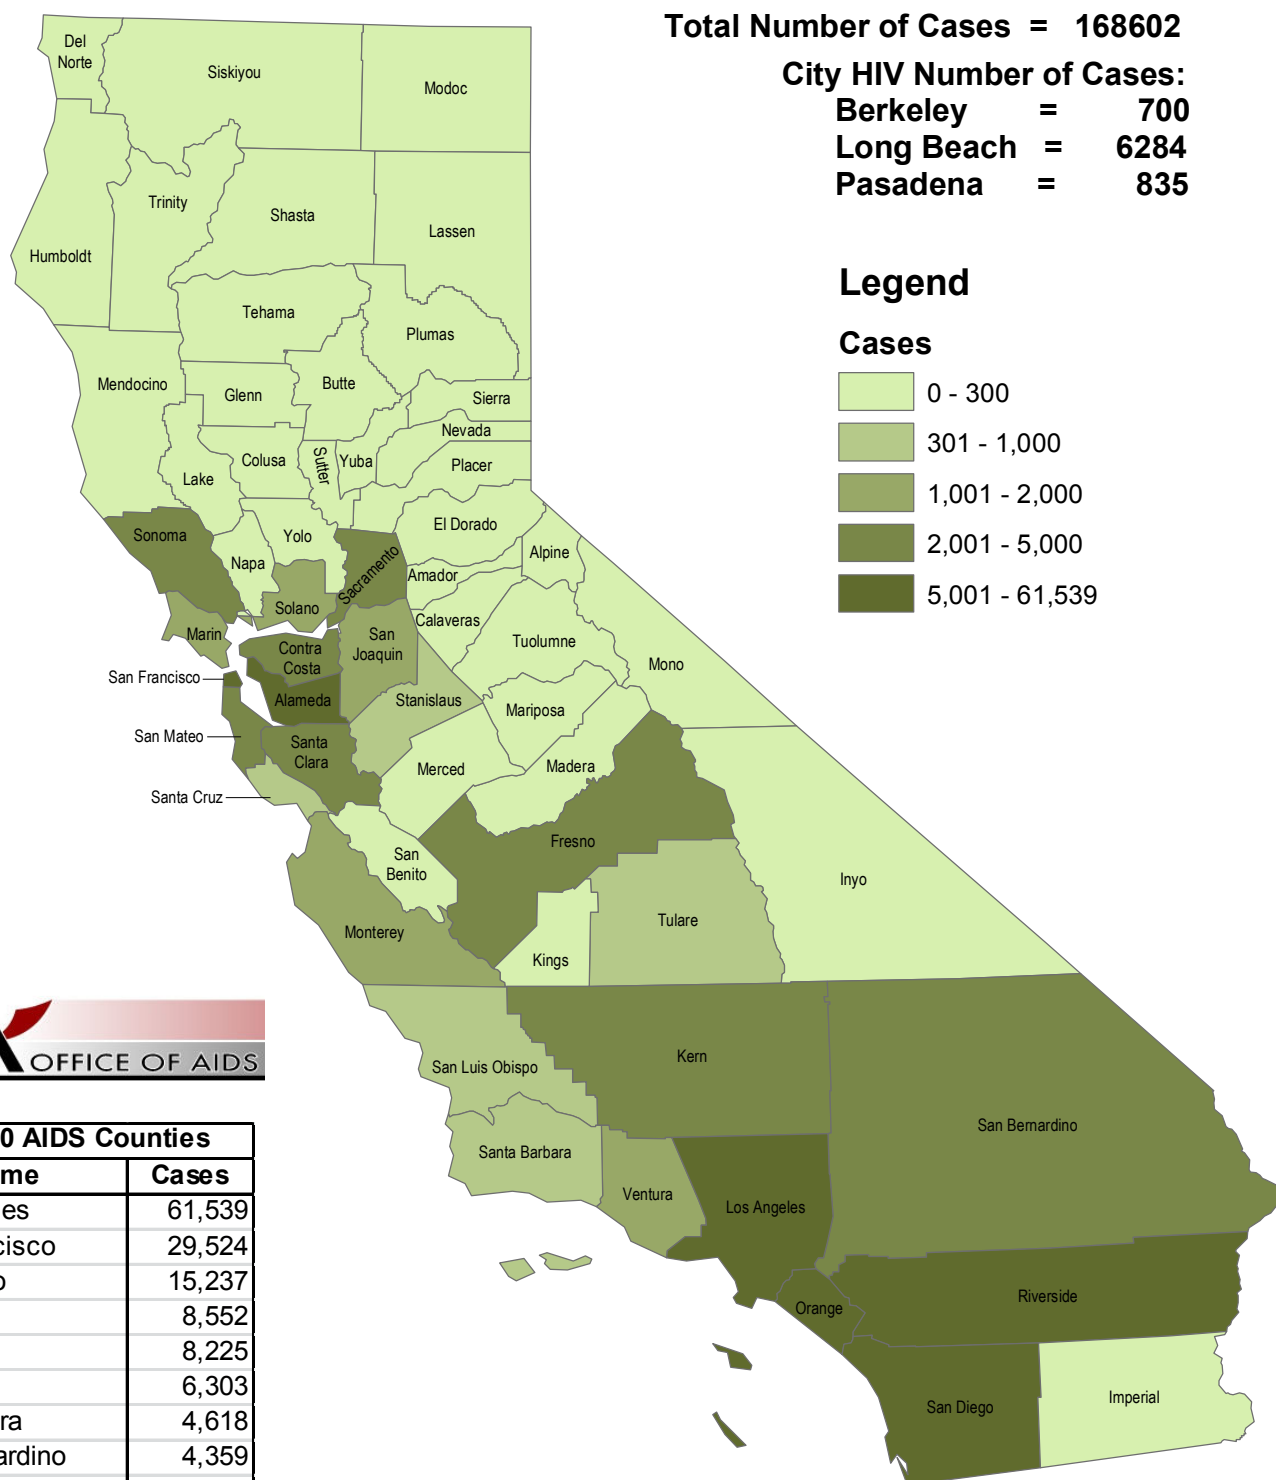 Total Number of Cases = 168602
City HIV Number of Cases:
Berkeley = 700
Long Beach = 6284
Pasadena = 835
Legend
Cases
0 - 300
301 - 1,000
1,001 - 2,000
2,001 - 5,000
5,001 - 61,539
Del
Norte
Siskiyou
Modoc
Trinity
Shasta
Lassen
Humboldt
Tehama
Plumas
Mendocino
Glenn
Butte
Sierra
Nevada
Lake
Colusa
Sutter
Yuba
Placer
Sonoma
Napa
Yolo
Sacramento
El Dorado
Alpine
Amador
Solano
Calaveras
Marin
Contra
Costa
San
Joaquin
Tuolumne
Mono
San Francisco
Alameda
Stanislaus
Mariposa
San Mateo
Santa
Clara
Merced
Madera
Santa Cruz
Fresno
San
Benito
Inyo
Monterey
Tulare
Kings
San Luis Obispo
Kern
San Bernardino
Santa Barbara
Ventura
Los Angeles
Orange
Riverside
San Diego
Imperial
OFFICE OF AIDS
0 AIDS Counties
me Cases
es 61,539
cisco 29,524
o 15,237
8,552
8,225
6,303
ra 4,618
ardino 4,359